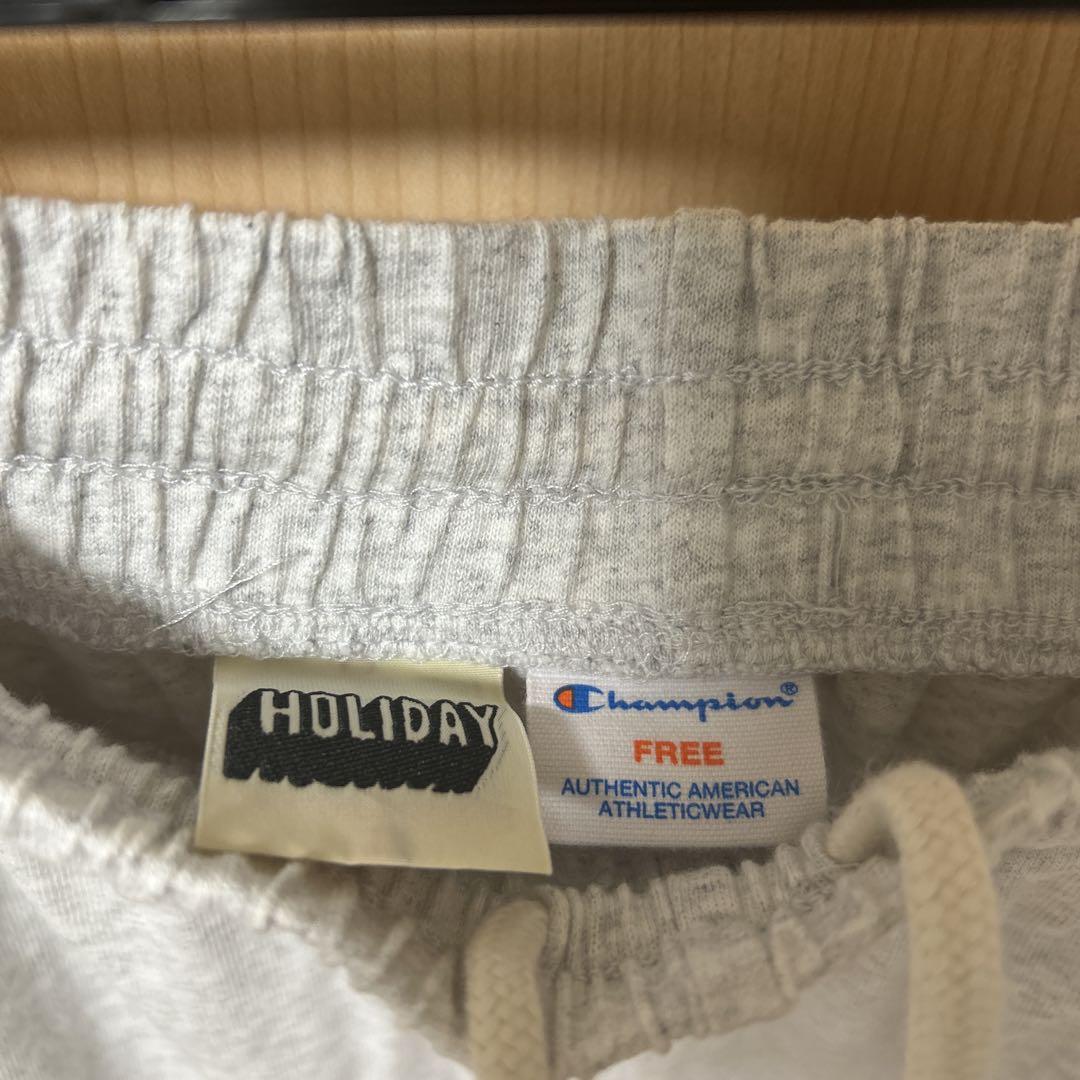 HOLIDAY
Champion®
FREE
AUTHENTIC AMERICAN
ATHLETICWEAR